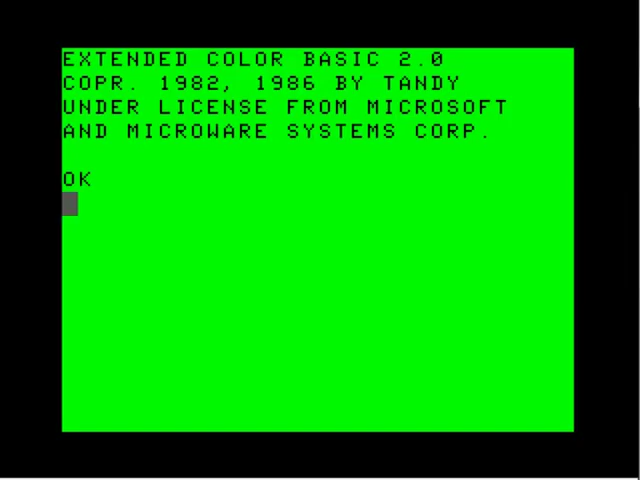 EXTENDED COLOR BASIC 2.0
COPR. 1982, 1986 BY TANDY
UNDER LICENSE FROM MICROSOFT
AND MICROWARE SYSTEMS CORP.
OK